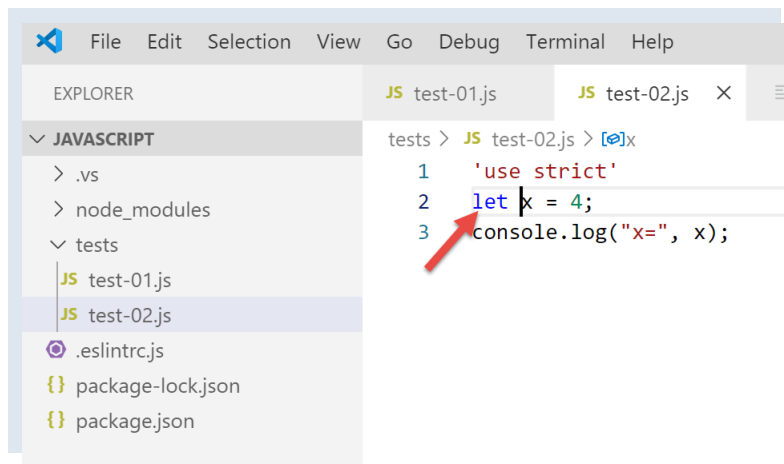 File Edit Selection View Go Debug Terminal Help
EXPLORER
JAVASCRIPT
.vs
node_modules
tests
JS test-01.js
JS test-02.js
.eslintrc.js
{} package-lock.json
{} package.json
JS test-01.js JS test-02.js
tests > JS test-02.js > x
1 'use strict'
2 let x = 4;
3 console.log("x=", x);